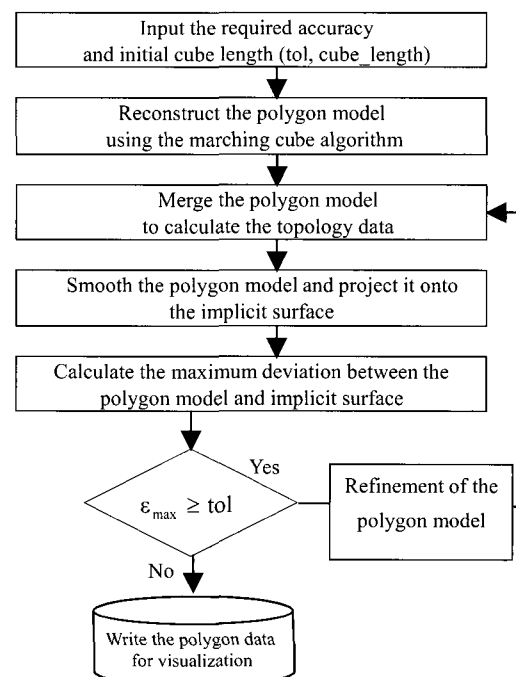 Input the required accuracy
and initial cube length (tol, cube_length)
Reconstruct the polygon model
using the marching cube algorithm
Merge the polygon model
to calculate the topology data
Smooth the polygon model and project it onto
the implicit surface
Calculate the maximum deviation between the
polygon model and implicit surface
Yes
ε_max ≥ tol
Refinement of the
polygon model
No
Write the polygon data
for visualization